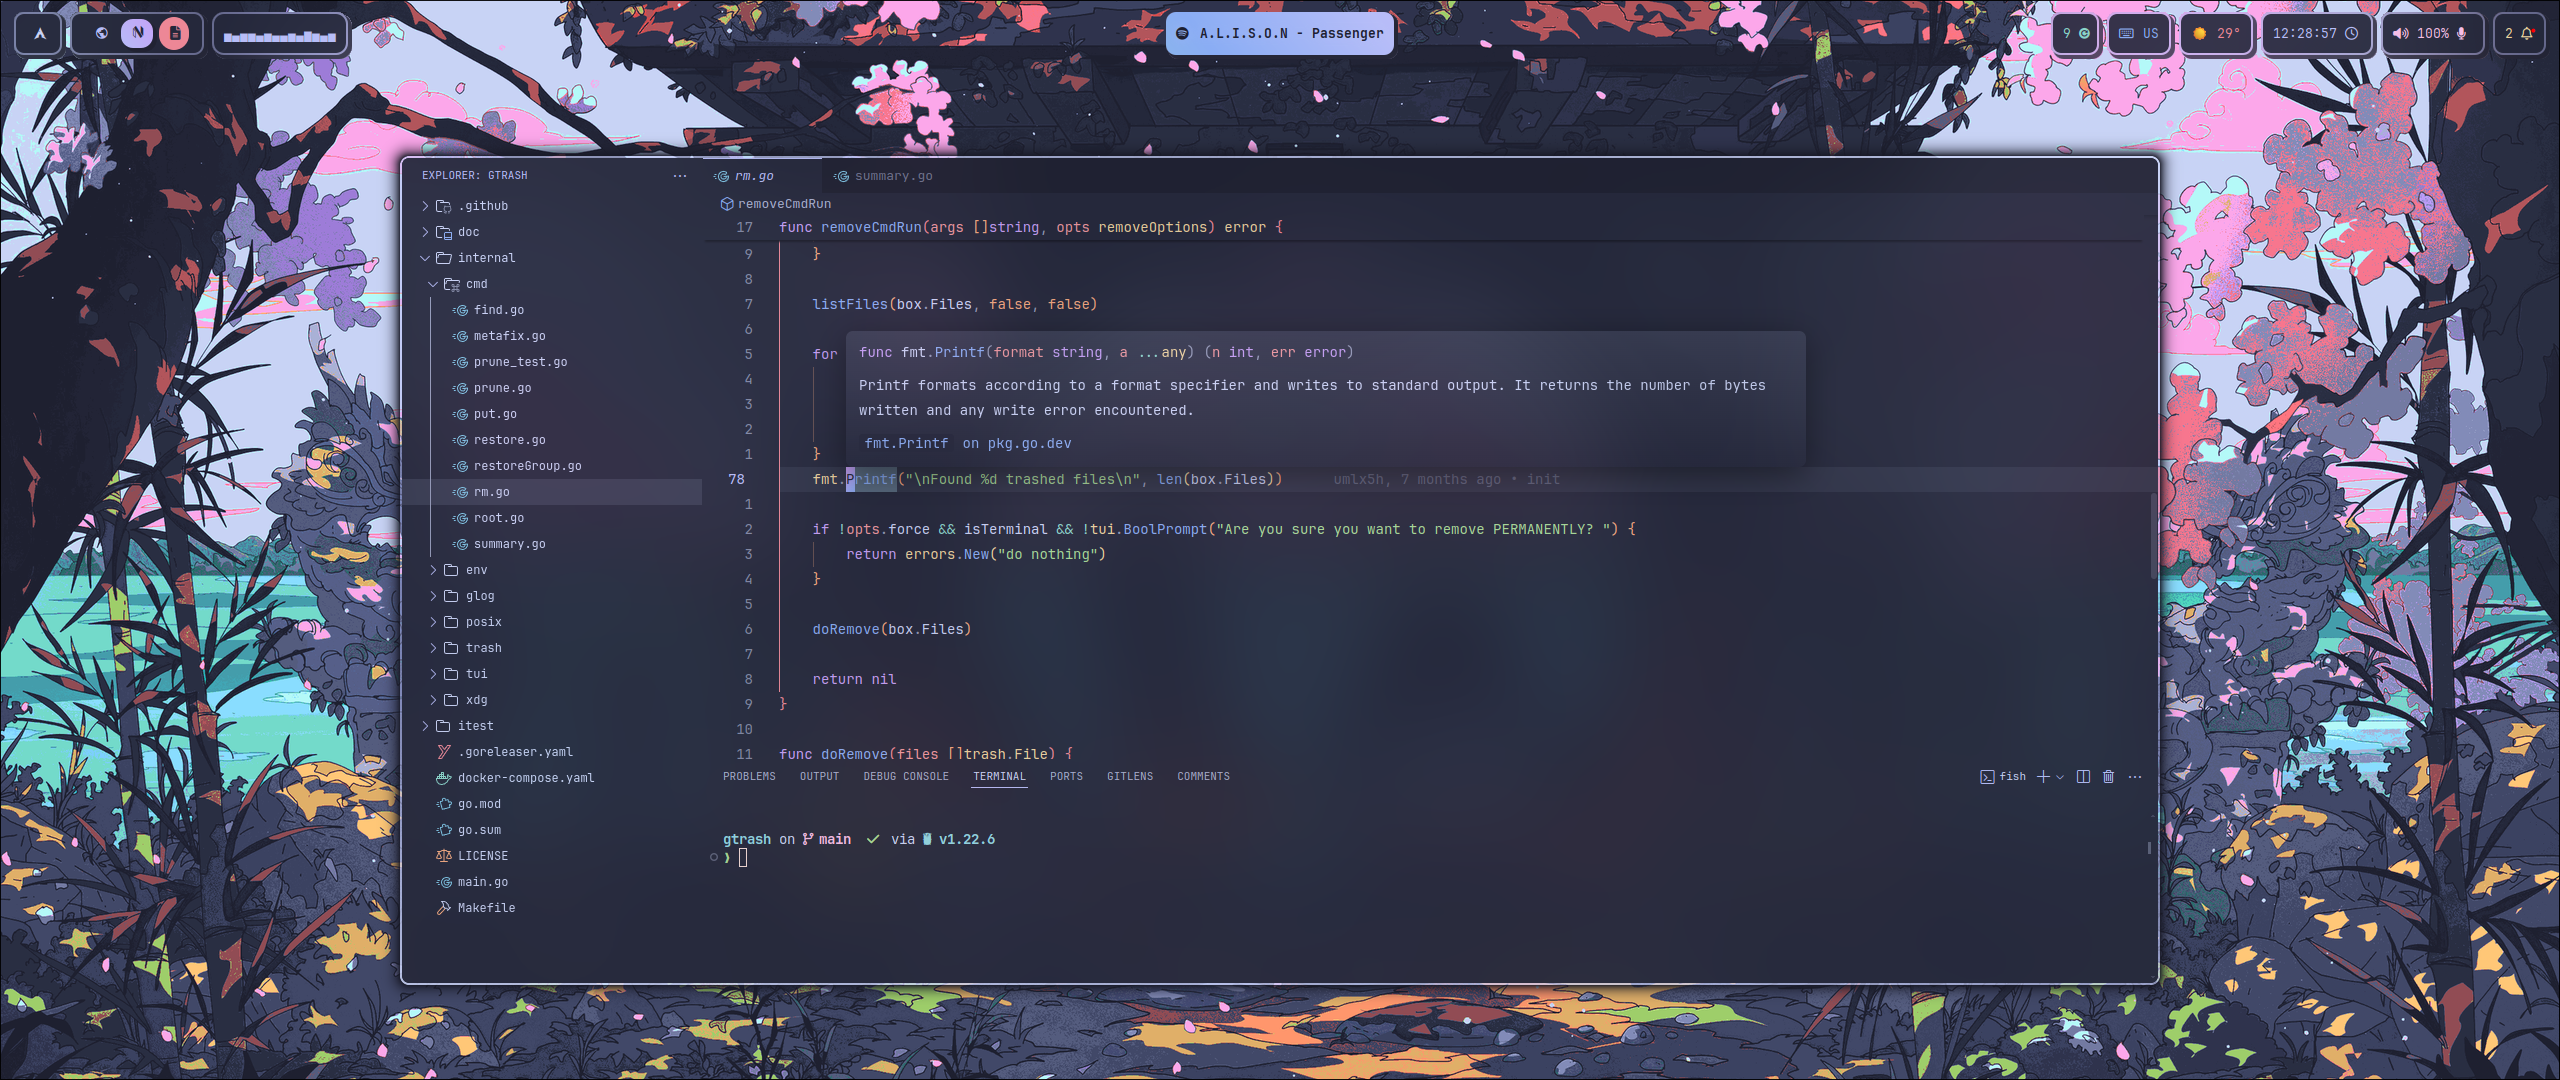 A.L.I.S.O.N - Passenger
9
US
29°
12:28:57
100%
2
EXPLORER: GTRASH
.github
doc
internal
cmd
find.go
metafix.go
prune_test.go
prune.go
put.go
restore.go
restoreGroup.go
rm.go
root.go
summary.go
env
glog
posix
trash
tui
xdg
itest
.goreleaser.yaml
docker-compose.yaml
go.mod
go.sum
LICENSE
main.go
Makefile
rm.go
summary.go
removeCmdRun
17 func removeCmdRun(args []string, opts removeOptions) error {
9 }
8
7 listFiles(box.Files, false, false)
6
5 for
4
3
2
1 }
func fmt.Printf(format string, a ...any) (n int, err error)
Printf formats according to a format specifier and writes to standard output. It returns the number of bytes
written and any write error encountered.
fmt.Printf on pkg.go.dev
78 fmt.Printf("\nFound %d trashed files\n", len(box.Files)) umlx5h, 7 months ago • init
1
2 if !opts.force && isTerminal && !tui.BoolPrompt("Are you sure you want to remove PERMANENTLY? ") {
3 return errors.New("do nothing")
4 }
5
6 doRemove(box.Files)
7
8 return nil
9 }
10
11 func doRemove(files []trash.File) {
PROBLEMS OUTPUT DEBUG CONSOLE TERMINAL PORTS GITLENS COMMENTS
fish
gtrash on main ✓ via v1.22.6
❯